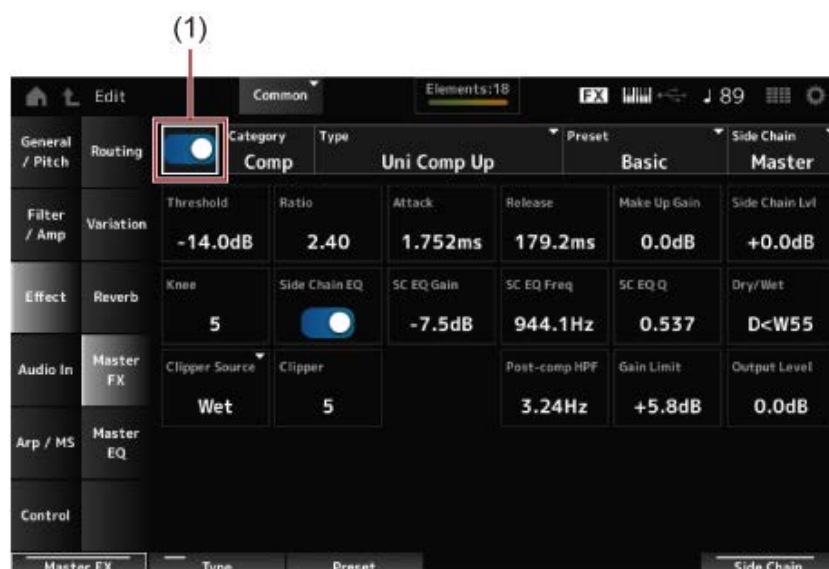 (1)
Edit Common Elements:18 FX 89
General / Pitch
Routing
Category
Comp
Type
Uni Comp Up
Preset
Basic
Side Chain
Master
Filter / Amp
Variation
Threshold
-14.0dB
Ratio
2.40
Attack
1.752ms
Release
179.2ms
Make Up Gain
0.0dB
Side Chain Lvl
+0.0dB
Effect
Reverb
Knee
5
Side Chain EQ
SC EQ Gain
-7.5dB
SC EQ Freq
944.1Hz
SC EQ Q
0.537
Dry/Wet
D<W55
Audio In
Master FX
Clipper Source
Wet
Clipper
5
Post-comp HPF
3.24Hz
Gain Limit
+5.8dB
Output Level
0.0dB
Arp / MS
Master EQ
Control
Master FX Type Preset Side Chain